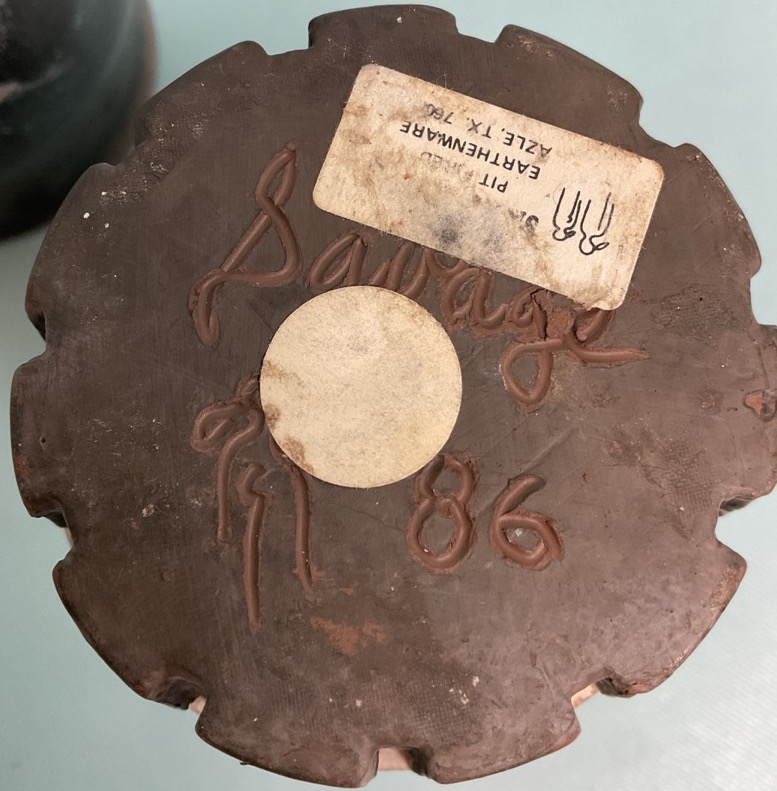 Savage
86
PIT FIRED
EARTHENWARE
AZLE, TX. 760